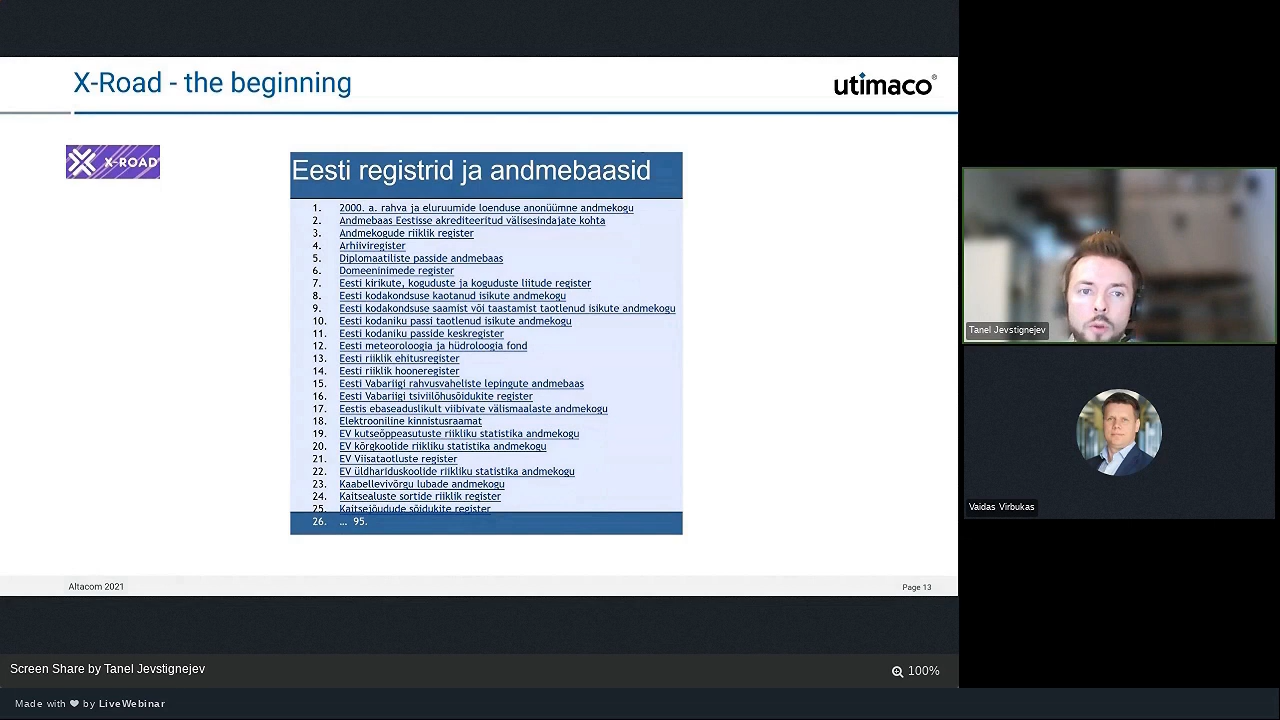 X-Road - the beginning
utimaco®
X-ROAD
Eesti registrid ja andmebaasid
1. 2000. a. rahva ja eluruumide loenduse anonüümne andmekogu
2. Andmebaas Eestisse akrediteeritud välisesindajate kohta
3. Andmekogude riiklik register
4. Arhiiviregister
5. Diplomaatiliste passide andmebaas
6. Domeeninimede register
7. Eesti kirikute, koguduste ja koguduste liitude register
8. Eesti kodakondsuse kaotanud isikute andmekogu
9. Eesti kodakondsuse saamist või taastamist taotlenud isikute andmekogu
10. Eesti kodaniku passi taotlenud isikute andmekogu
11. Eesti kodaniku passide keskregister
12. Eesti meteoroloogia ja hüdroloogia fond
13. Eesti riiklik ehitusregister
14. Eesti riiklik hooneregister
15. Eesti Vabariigi rahvusvaheliste lepingute andmebaas
16. Eesti Vabariigi tsiviilõhusõidukite register
17. Eestis ebaseaduslikult viibivate välismaalaste andmekogu
18. Elektrooniline kinnistusraamat
19. EV kutseõppeasutuste riikliku statistika andmekogu
20. EV kõrgkoolide riikliku statistika andmekogu
21. EV Viisataotluste register
22. EV üldhariduskoolide riikliku statistika andmekogu
23. Kaabellevivõrgu lubade andmekogu
24. Kaitsealuste sortide riiklik register
25. Kaitsejõudude sõidukite register
26. … 95.
Altacom 2021
Page 13
Tanel Jevstignejev
Vaidas Virbukas
Screen Share by Tanel Jevstignejev
100%
Made with ❤ by LiveWebinar